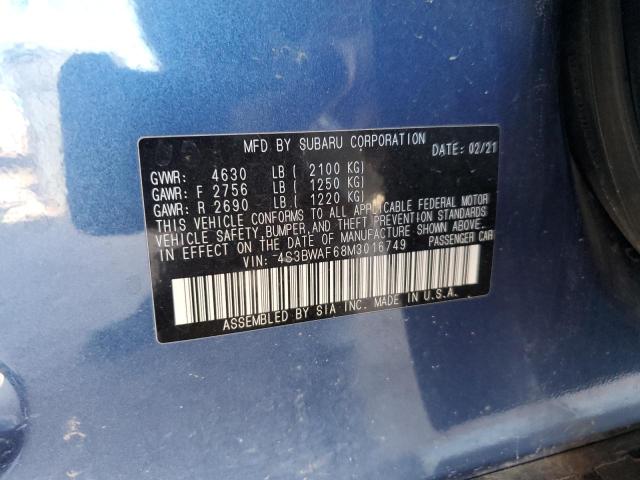 MFD BY SUBARU CORPORATION
DATE: 02/21
GVWR: 4630 LB ( 2100 KG)
GAWR: F 2756 LB ( 1250 KG)
GAWR: R 2690 LB ( 1220 KG)
THIS VEHICLE CONFORMS TO ALL APPLICABLE FEDERAL MOTOR
VEHICLE SAFETY, BUMPER, AND THEFT PREVENTION STANDARDS
IN EFFECT ON THE DATE OF MANUFACTURE SHOWN ABOVE.
VIN: 4S3BWAF68M3016749 PASSENGER CAR
ASSEMBLED BY SIA INC. MADE IN U.S.A.